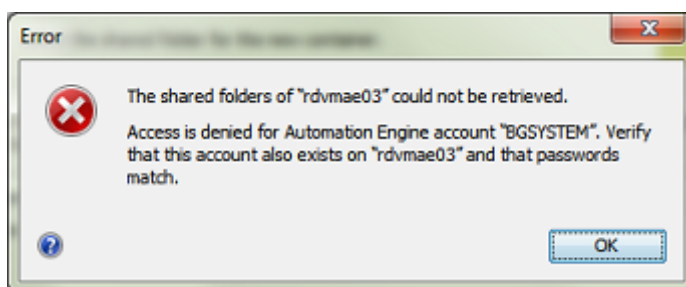 Error
The shared folders of "rdvmae03" could not be retrieved.
Access is denied for Automation Engine account "BGSYSTEM". Verify
that this account also exists on "rdvmae03" and that passwords
match.
OK